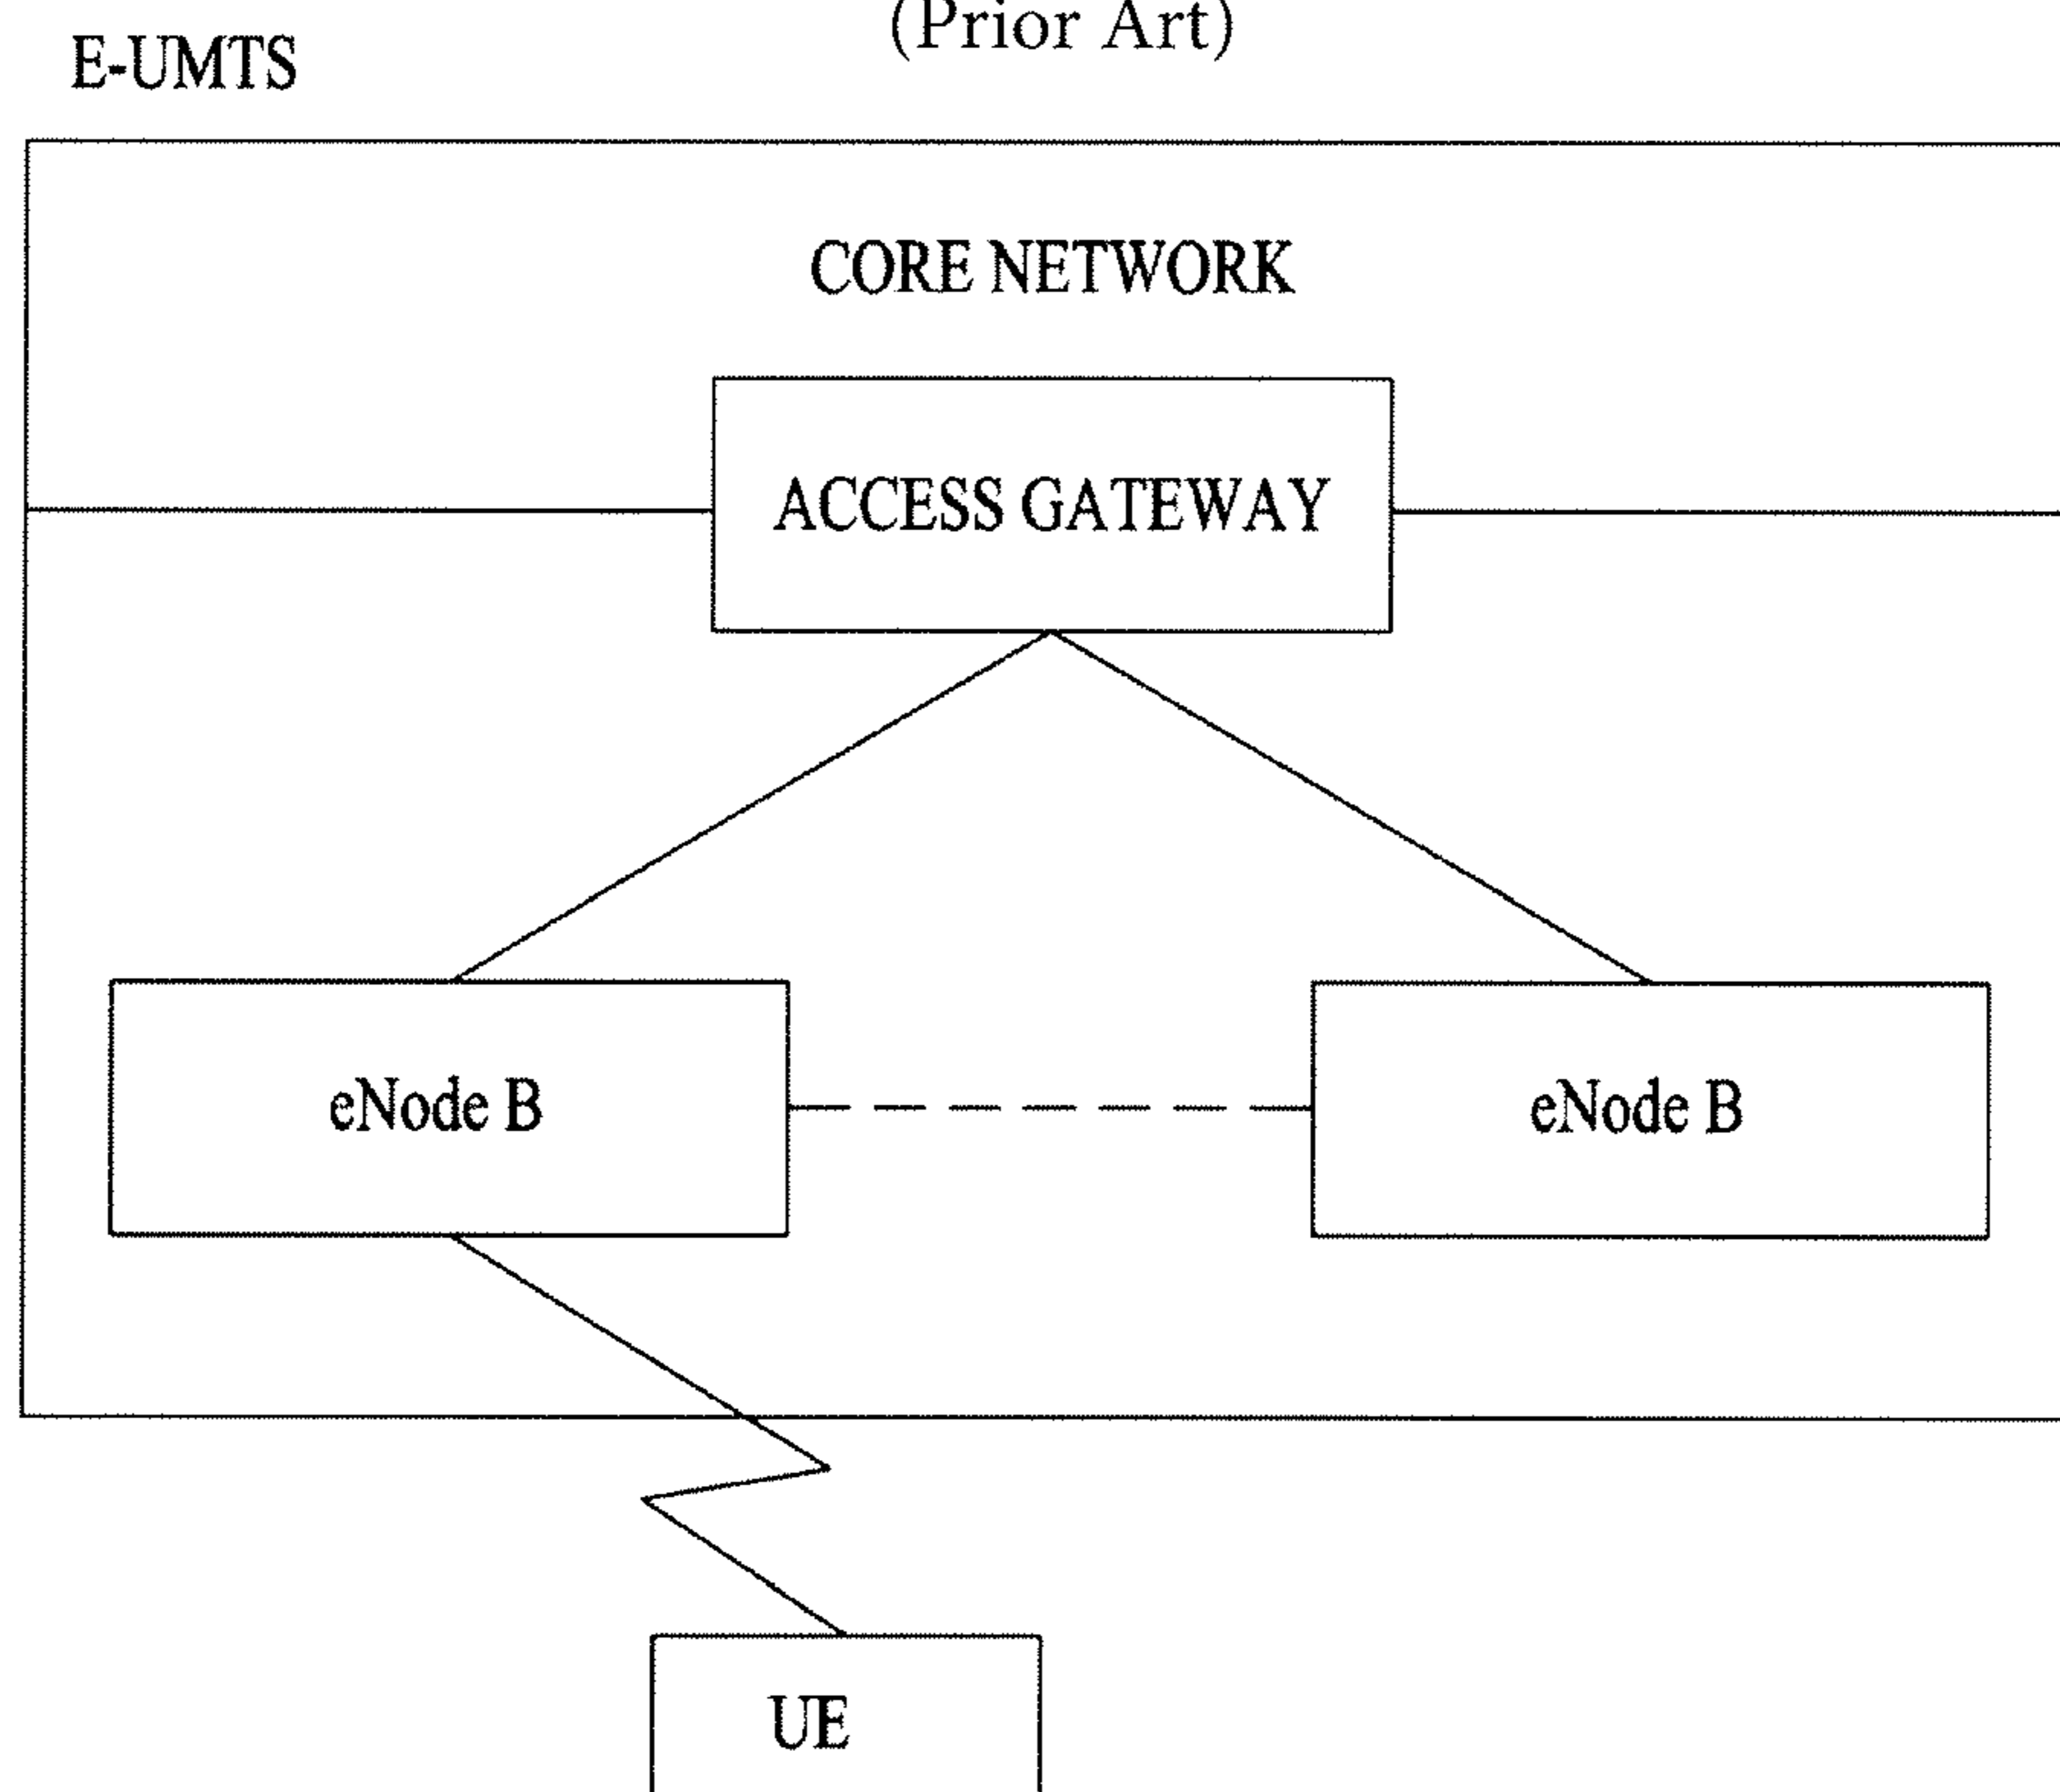 (Prior Art)
E-UMTS
CORE NETWORK
ACCESS GATEWAY
eNode B
eNode B
UE